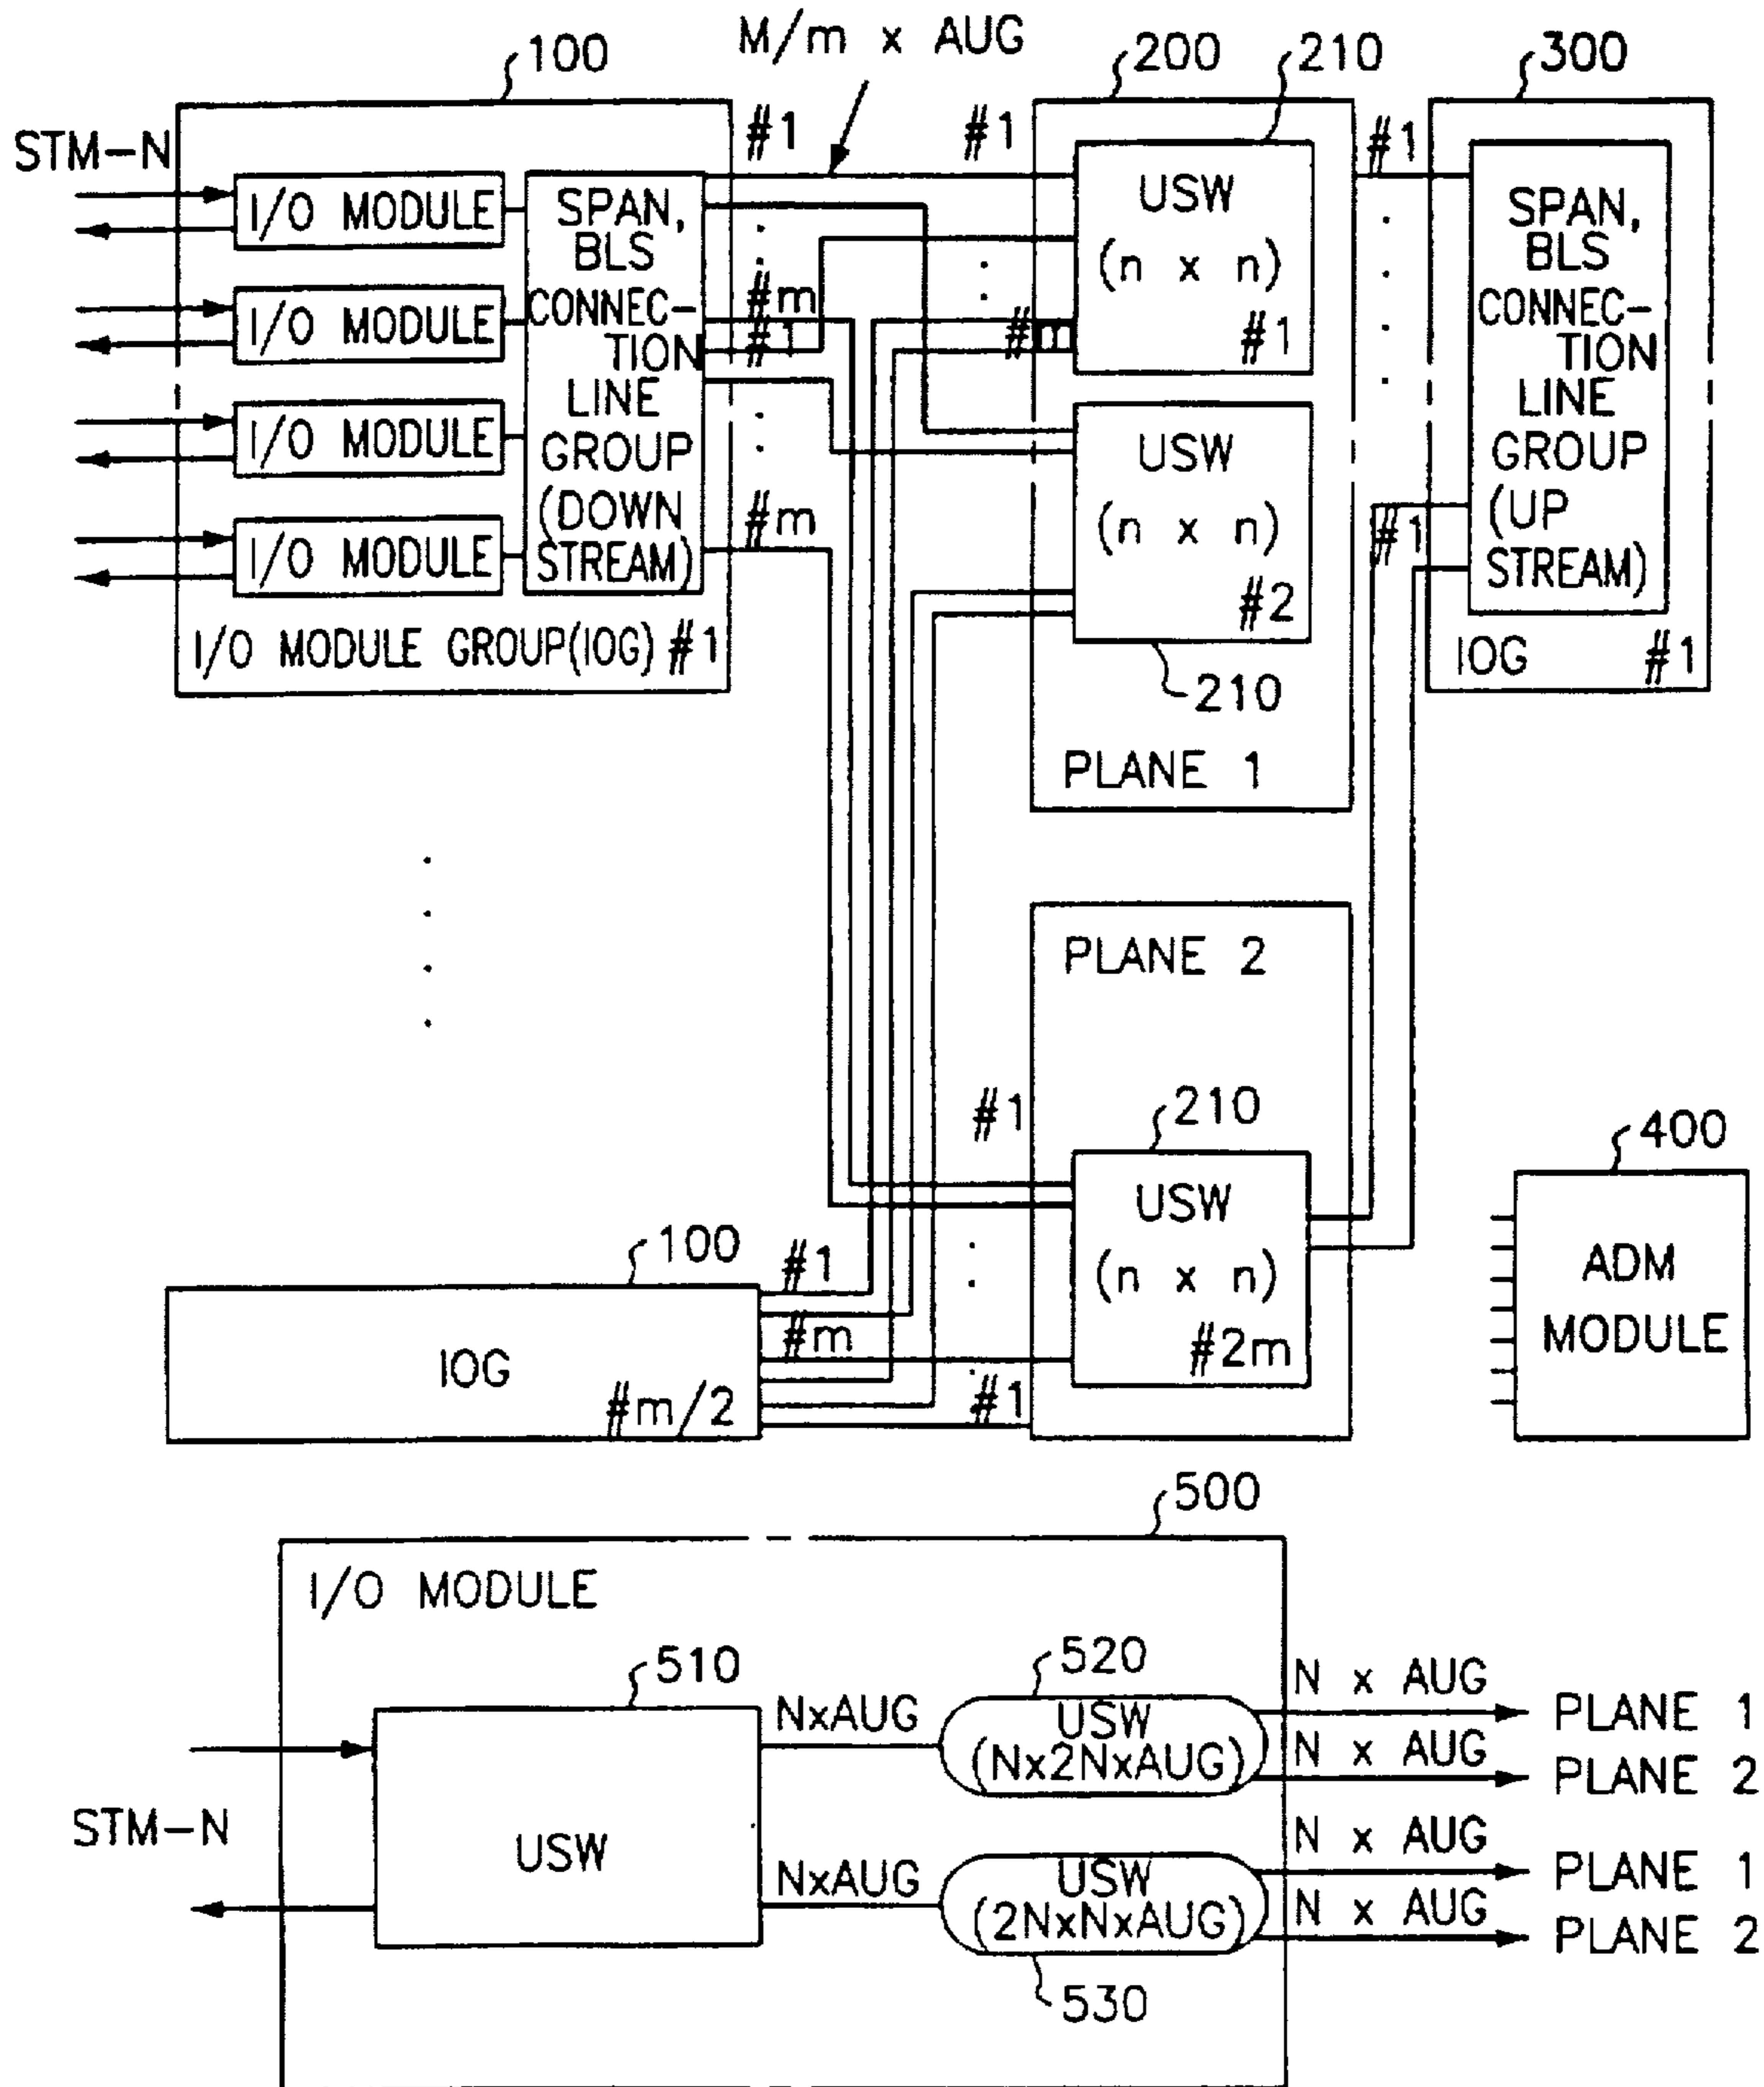 M/m x AUG
100
200
210
300
STM-N
#1
#1
#1
I/O MODULE
I/O MODULE
I/O MODULE
I/O MODULE
SPAN,
BLS
CONNEC-
TION
LINE
GROUP
(DOWN
STREAM)
I/O MODULE GROUP(IOG) #1
#m
#1
#m
#m
USW
(n x n)
#1
USW
(n x n)
#2
210
PLANE 1
SPAN,
BLS
CONNEC-
TION
LINE
GROUP
(UP
STREAM)
#1
IOG #1
PLANE 2
#1
210
USW
(n x n)
#2m
400
ADM
MODULE
100
IOG
#m/2
#1
#m
#1
500
I/O MODULE
510
USW
STM-N
NxAUG
NxAUG
520
USW
(Nx2NxAUG)
USW
(2NxNxAUG)
530
N x AUG
PLANE 1
N x AUG
PLANE 2
N x AUG
PLANE 1
N x AUG
PLANE 2